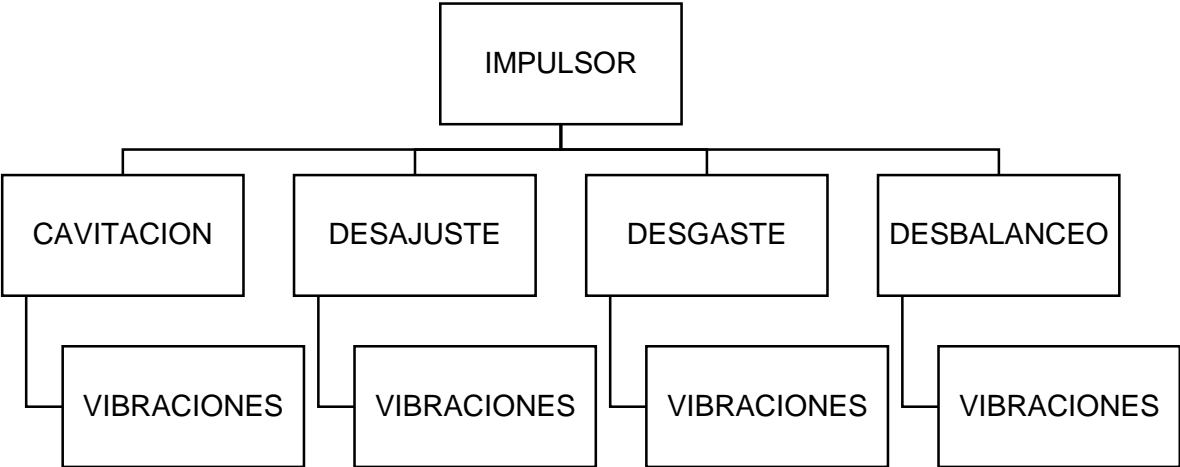 IMPULSOR
CAVITACION
DESAJUSTE
DESGASTE
DESBALANCEO
VIBRACIONES
VIBRACIONES
VIBRACIONES
VIBRACIONES